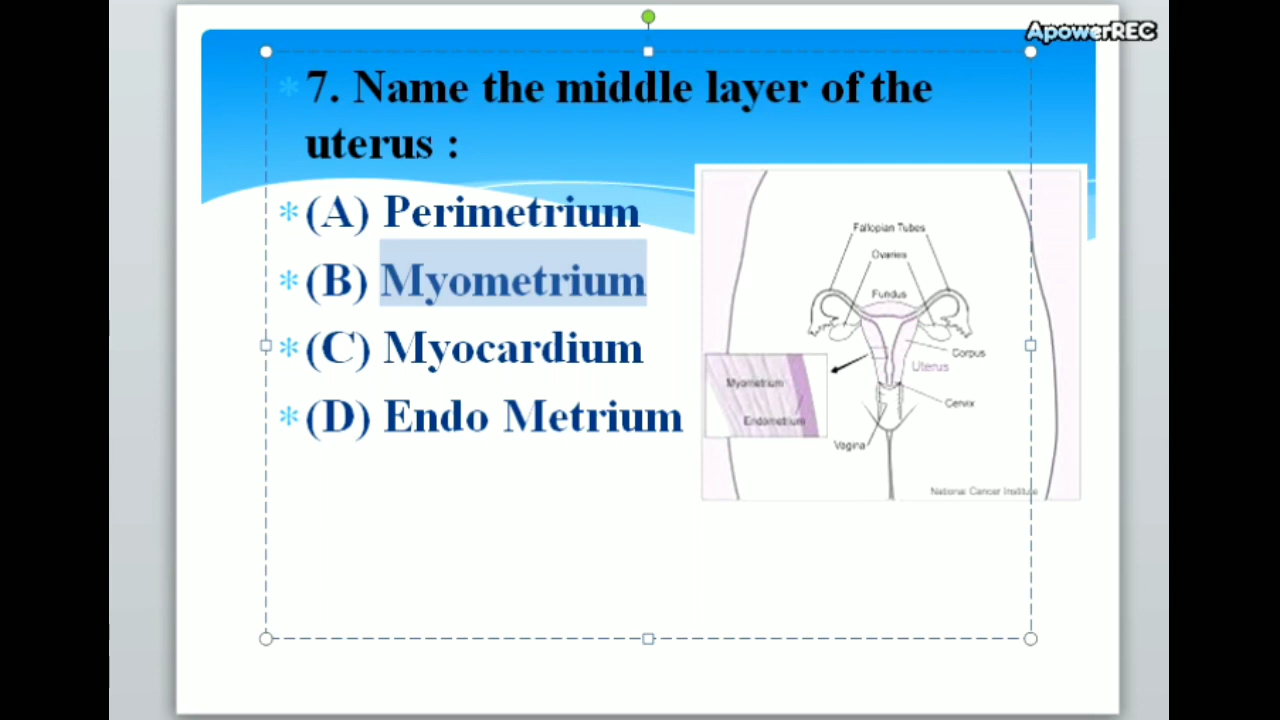 ApowerREC
* 7. Name the middle layer of the
uterus :
* (A) Perimetrium
* (B) Myometrium
* (C) Myocardium
* (D) Endo Metrium
Fallopian Tubes
Ovaries
Fundus
Corpus
Uterus
Myometrium
Cervix
Endometrium
Vagina
National Cancer Institute